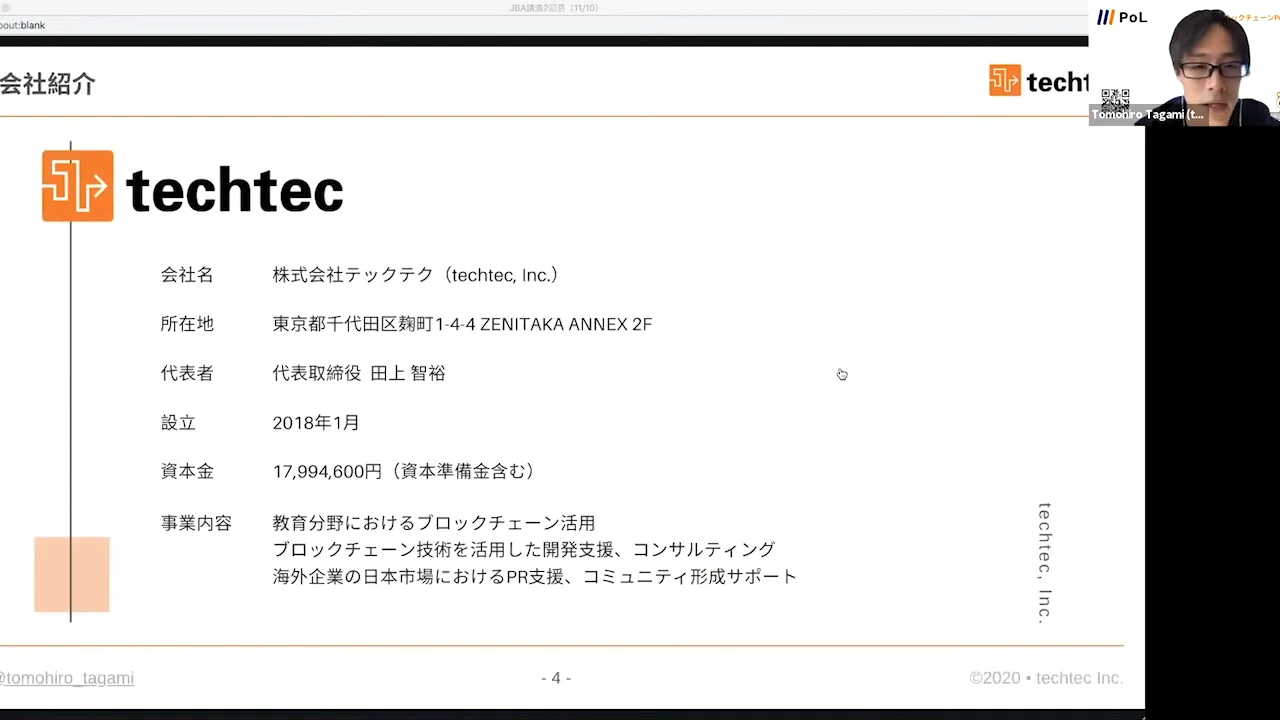 JBA講演2回目（11/10）
bout:blank
PoL
Tomohiro Tagami (t...
会社紹介
techt
techtec
会社名 株式会社テックテク（techtec, Inc.）
所在地 東京都千代田区麹町1-4-4 ZENITAKA ANNEX 2F
代表者 代表取締役 田上 智裕
設立 2018年1月
資本金 17,994,600円（資本準備金含む）
事業内容 教育分野におけるブロックチェーン活用
ブロックチェーン技術を活用した開発支援、コンサルティング
海外企業の日本市場におけるPR支援、コミュニティ形成サポート
techtec, Inc.
@tomohiro_tagami
- 4 -
©2020 • techtec Inc.